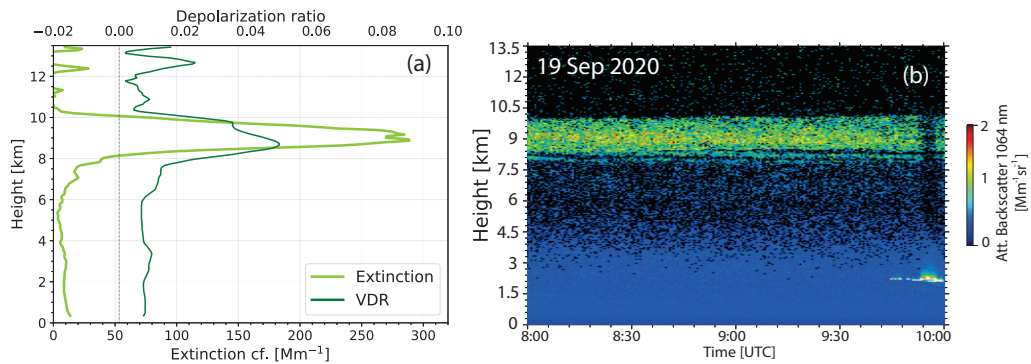 Depolarization ratio
−0.02 0.00 0.02 0.04 0.06 0.08 0.10
(a)
Height [km]
12
10
8
6
4
2
0
Extinction
VDR
0 50 100 150 200 250 300
Extinction cf. [Mm⁻¹]
19 Sep 2020
(b)
Height [km]
13.5
12
10.5
9
7.5
6
4.5
3
1.5
0
8:00 8:30 9:00 9:30 10:00
Time [UTC]
2
0
Att. Backscatter 1064 nm
[Mm⁻¹ sr⁻¹]